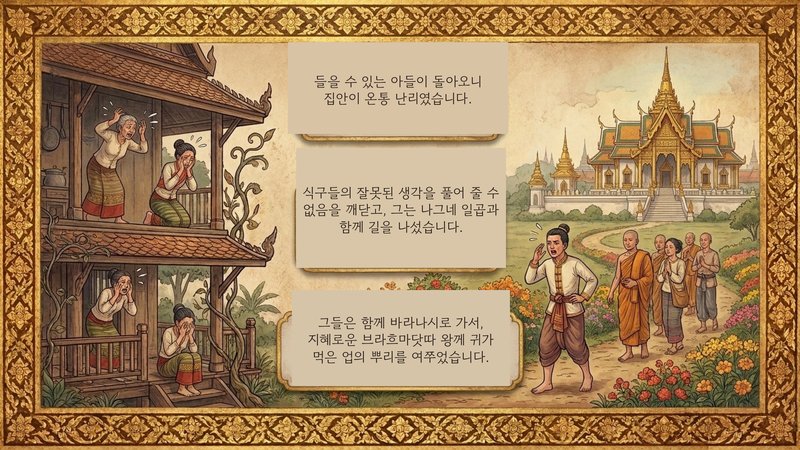 들을 수 있는 아들이 돌아오니
집안이 온통 난리였습니다.
식구들의 잘못된 생각을 풀어 줄 수
없음을 깨닫고, 그는 나그네 일곱과
함께 길을 나섰습니다.
그들은 함께 바라나시로 가서,
지혜로운 브라흐마닷따 왕께 귀가
먹은 업의 뿌리를 여쭈었습니다.